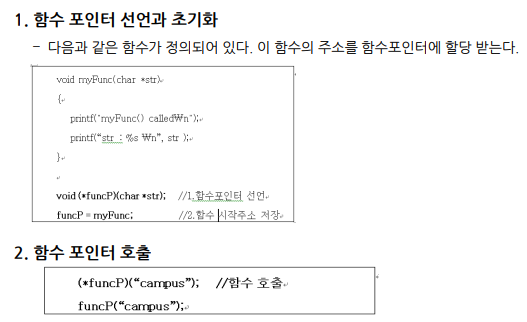 1. 함수 포인터 선언과 초기화
- 다음과 같은 함수가 정의되어 있다. 이 함수의 주소를 함수포인터에 할당 받는다.
void myFunc(char *str)
{
printf("myFunc() called₩n");
printf("str : %s ₩n", str );
}
void (*funcP)(char *str); //1.함수포인터 선언
funcP = myFunc; //2.함수 시작주소 저장
2. 함수 포인터 호출
(*funcP)("campus"); //함수 호출
funcP("campus");